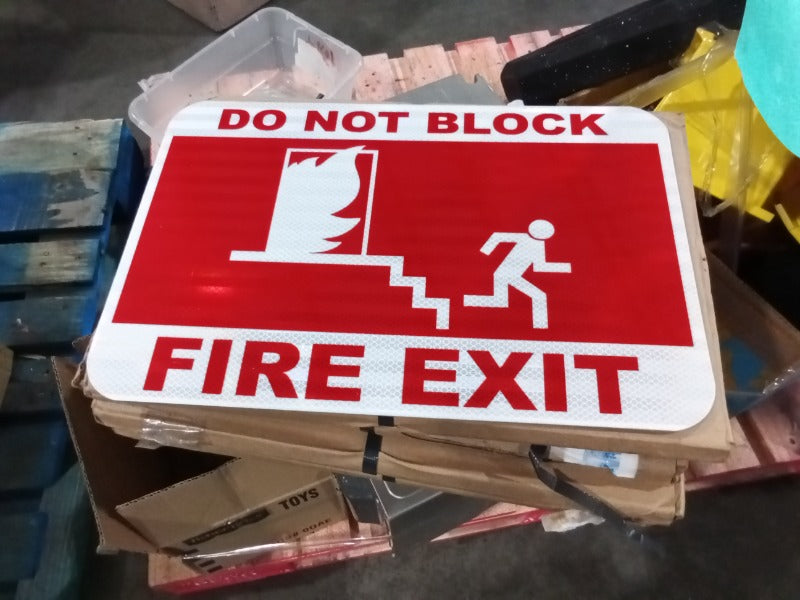 DO NOT BLOCK
FIRE EXIT
TOYS